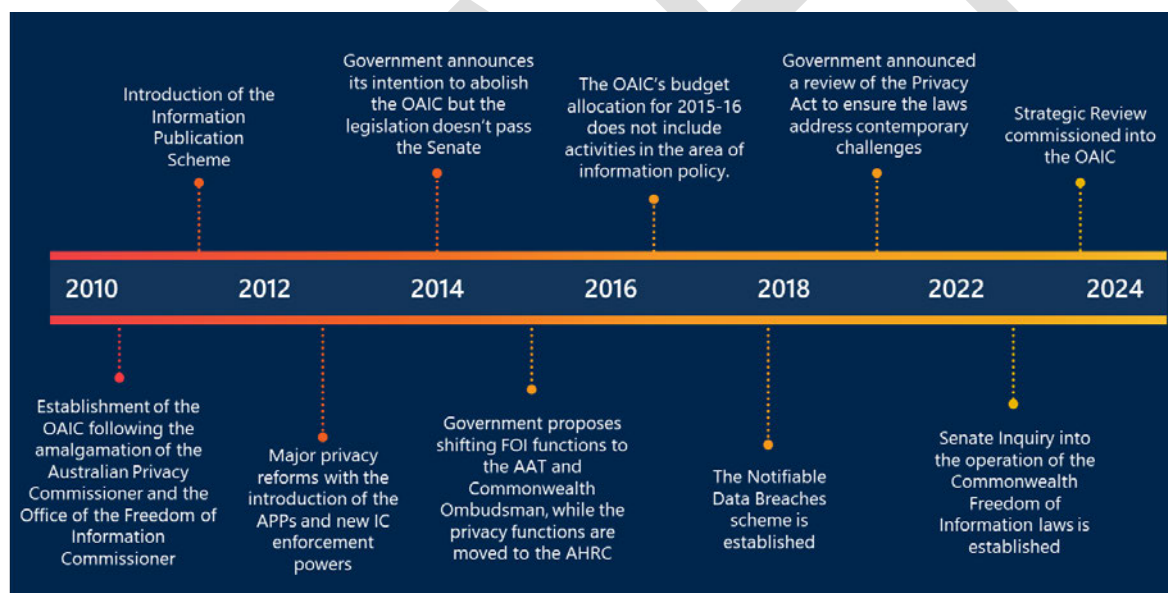 Introduction of the
Information
Publication
Scheme
Government announces
its intention to abolish
the OAIC but the
legislation doesn't pass
the Senate
The OAIC's budget
allocation for 2015-16
does not include
activities in the area of
information policy.
Government announced
a review of the Privacy
Act to ensure the laws
address contemporary
challenges
Strategic Review
commissioned into
the OAIC
2010 2012 2014 2016 2018 2022 2024
Establishment of the
OAIC following the
amalgamation of the
Australian Privacy
Commissioner and the
Office of the Freedom of
Information
Commissioner
Major privacy
reforms with the
introduction of the
APPs and new IC
enforcement
powers
Government proposes
shifting FOI functions to
the AAT and
Commonwealth
Ombudsman, while the
privacy functions are
moved to the AHRC
The Notifiable
Data Breaches
scheme is
established
Senate Inquiry into
the operation of the
Commonwealth
Freedom of
Information laws is
established